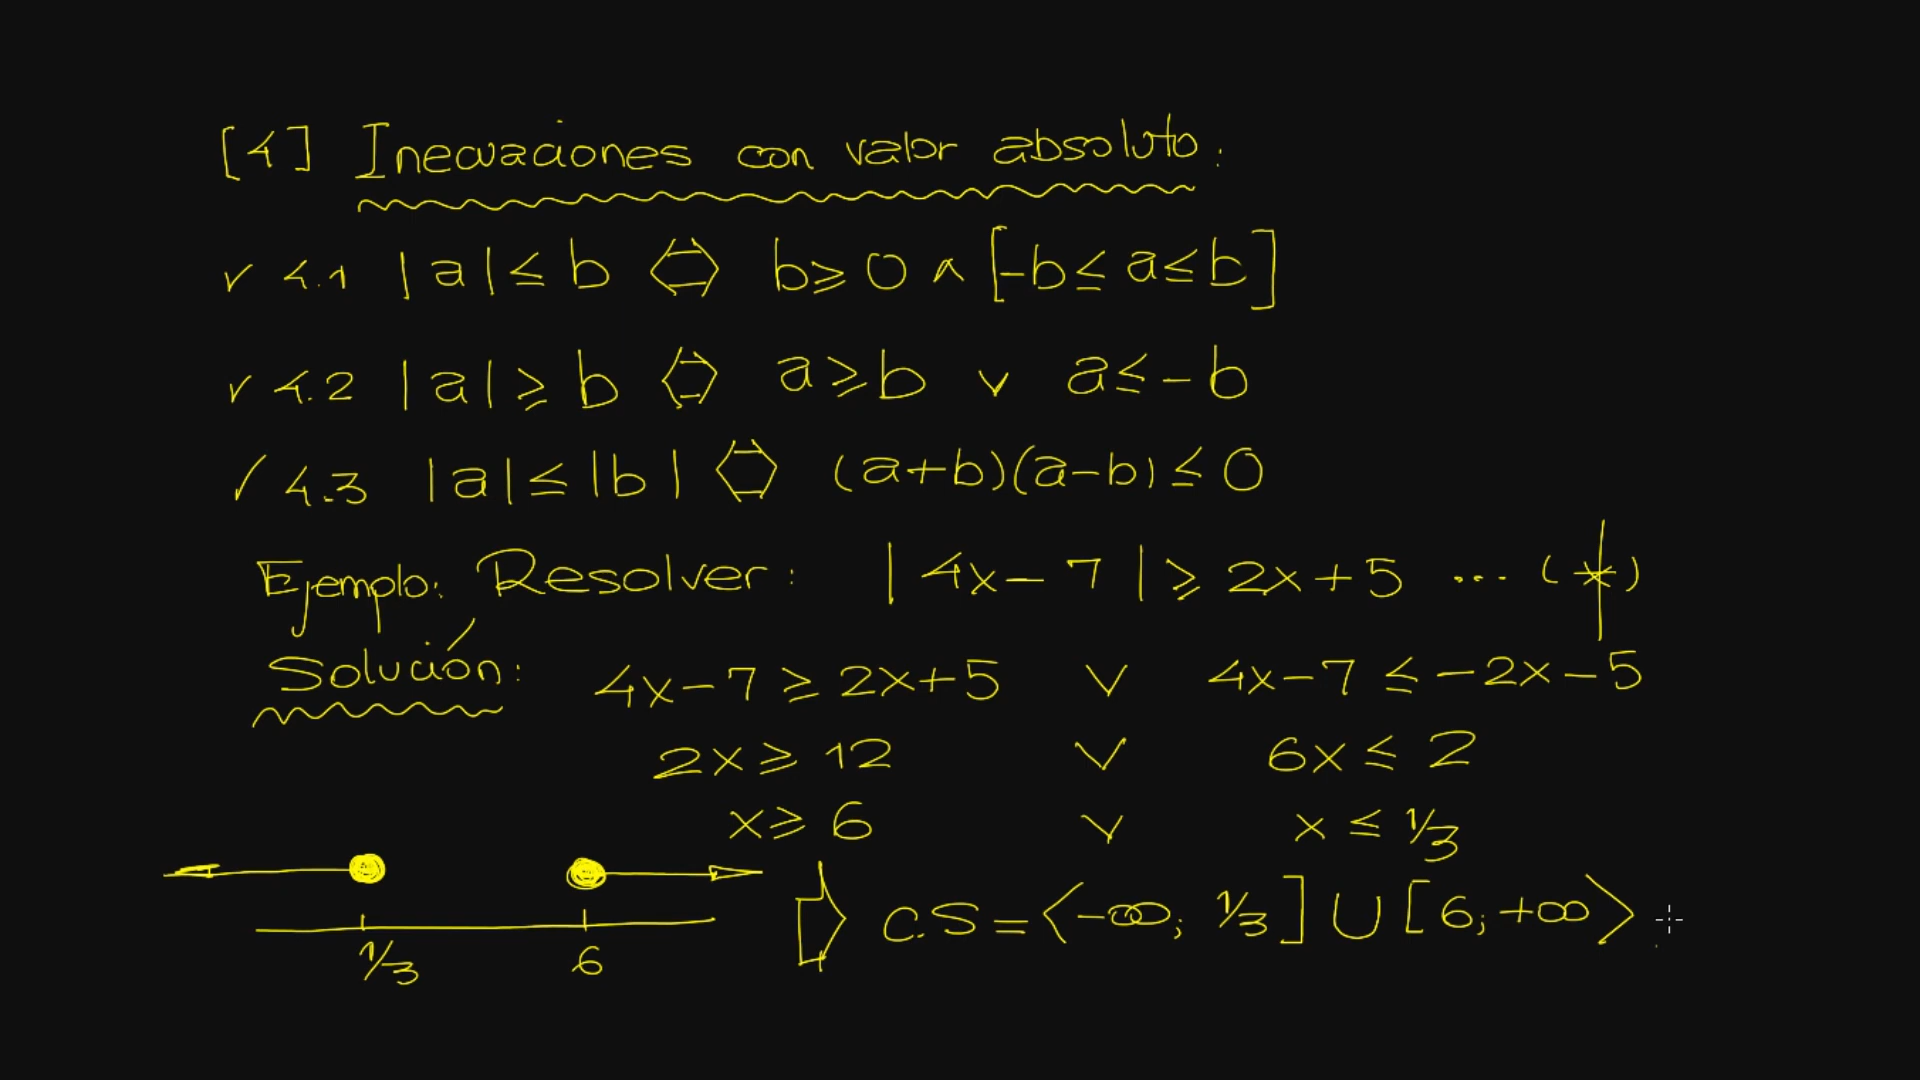 [4] Inecuaciones con valor absoluto:
✓ 4.1 |a| ≤ b ⇔ b ≥ 0 ∧ [-b ≤ a ≤ b]
✓ 4.2 |a| ≥ b ⇔ a ≥ b ∨ a ≤ -b
✓ 4.3 |a| ≤ |b| ⇔ (a+b)(a-b) ≤ 0
Ejemplo: Resolver: |4x-7| ≥ 2x+5 ... (*)
Solución: 4x-7 ≥ 2x+5 ∨ 4x-7 ≤ -2x-5
2x ≥ 12 ∨ 6x ≤ 2
x ≥ 6 ∨ x ≤ 1/3
⇒ C.S = ⟨-∞; 1/3] ∪ [6; +∞⟩
1/3 6